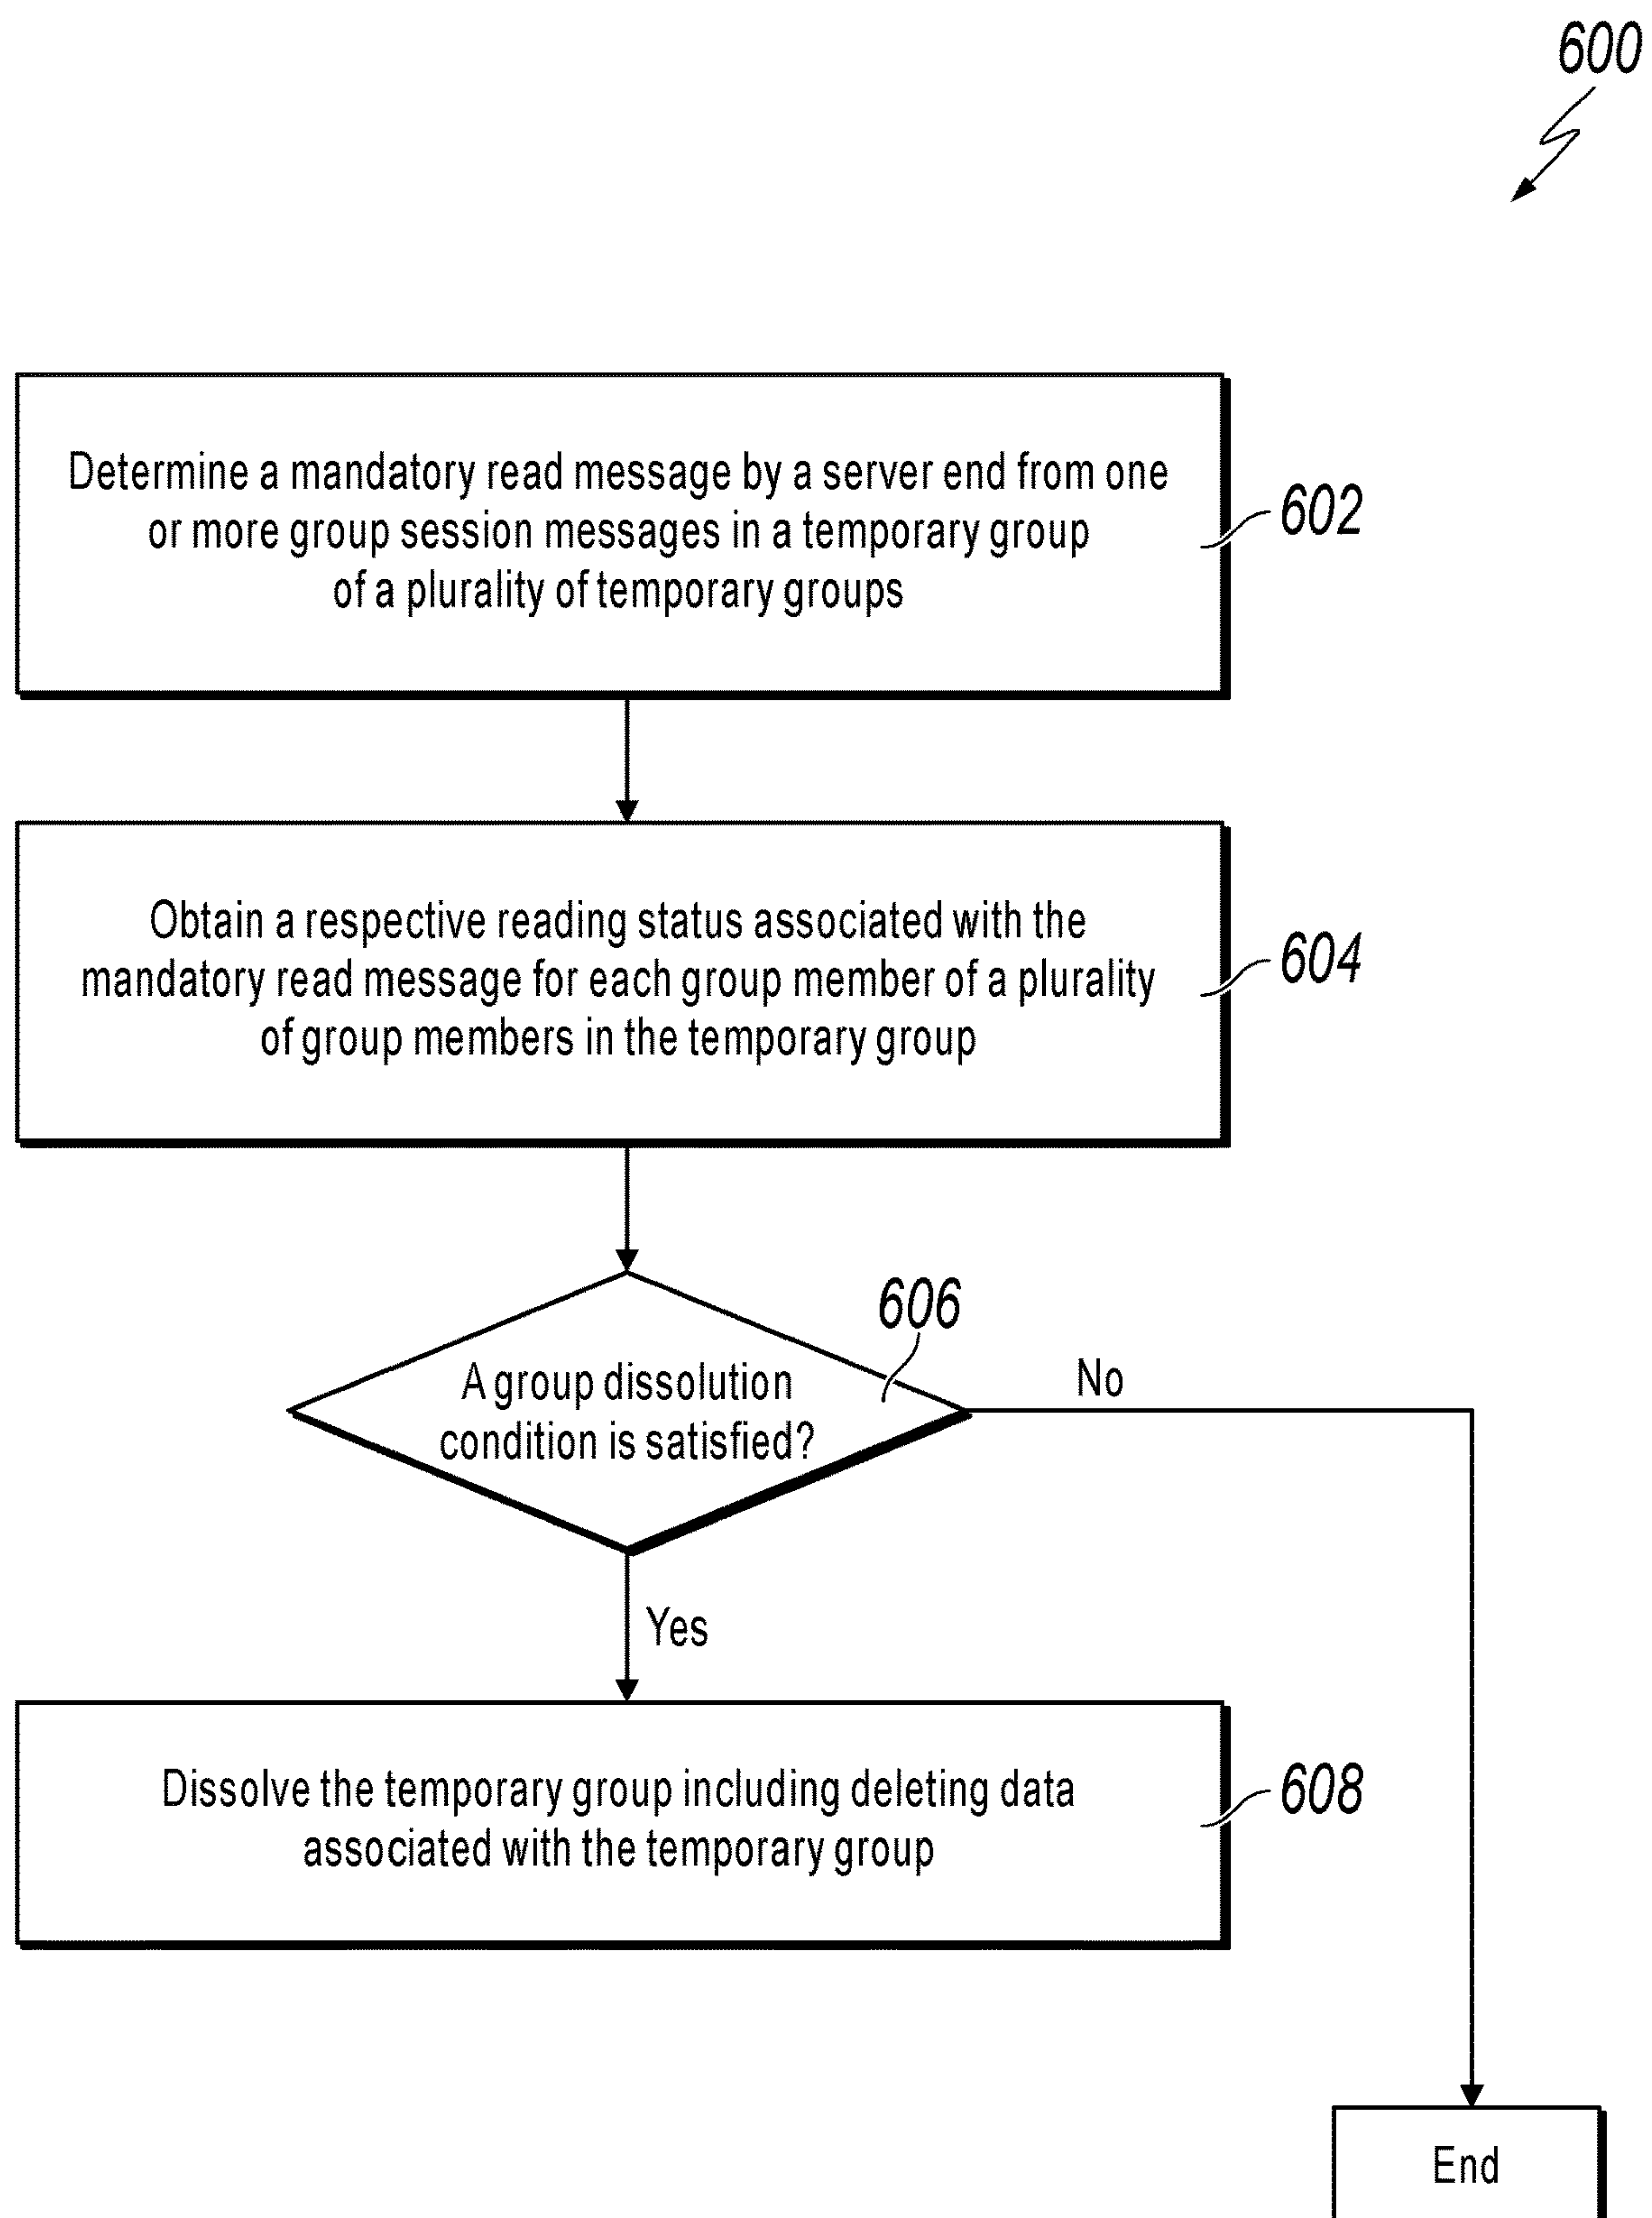 600
Determine a mandatory read message by a server end from one
or more group session messages in a temporary group
of a plurality of temporary groups
602
Obtain a respective reading status associated with the
mandatory read message for each group member of a plurality
of group members in the temporary group
604
606
A group dissolution
condition is satisfied?
No
Yes
Dissolve the temporary group including deleting data
associated with the temporary group
608
End